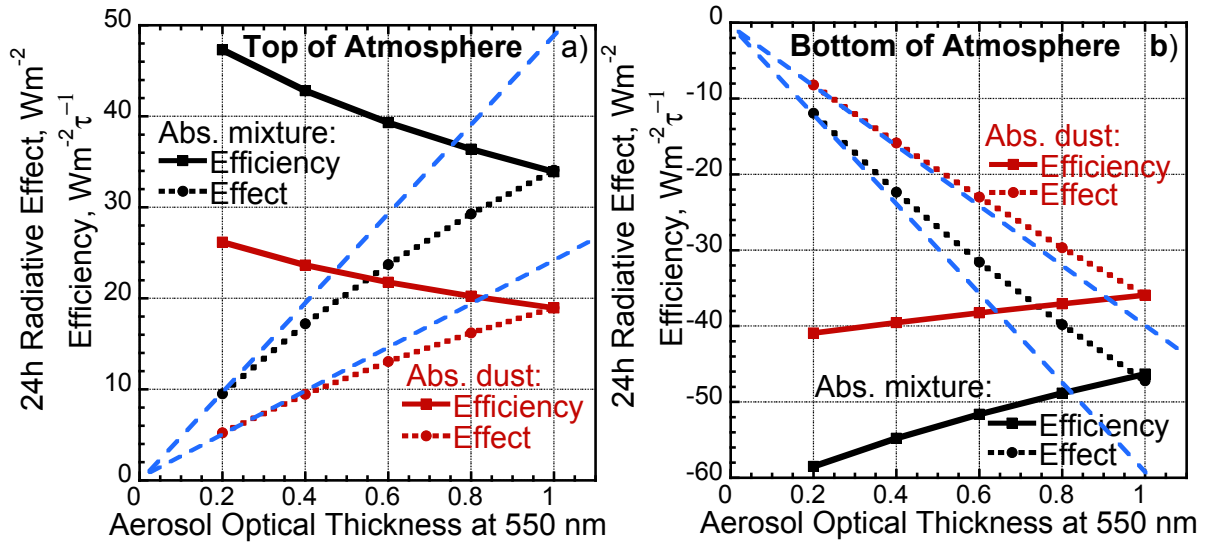 24h Radiative Effect, Wm-2
Efficiency, Wm-2τ-1
50
40
30
20
10
0
Top of Atmosphere
a)
Abs. mixture:
Efficiency
Effect
Abs. dust:
Efficiency
Effect
0 0.2 0.4 0.6 0.8 1
Aerosol Optical Thickness at 550 nm
24h Radiative Effect, Wm-2
Efficiency, Wm-2τ-1
0
-10
-20
-30
-40
-50
-60
Bottom of Atmosphere
b)
Abs. dust:
Efficiency
Effect
Abs. mixture:
Efficiency
Effect
0 0.2 0.4 0.6 0.8 1
Aerosol Optical Thickness at 550 nm